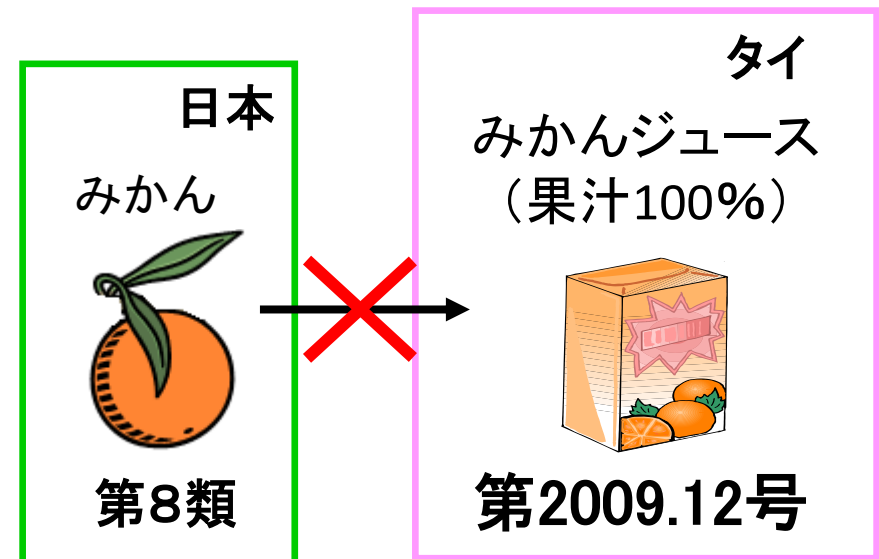 日本
みかん
第８類
タイ
みかんジュース
（果汁100％）
第2009.12号